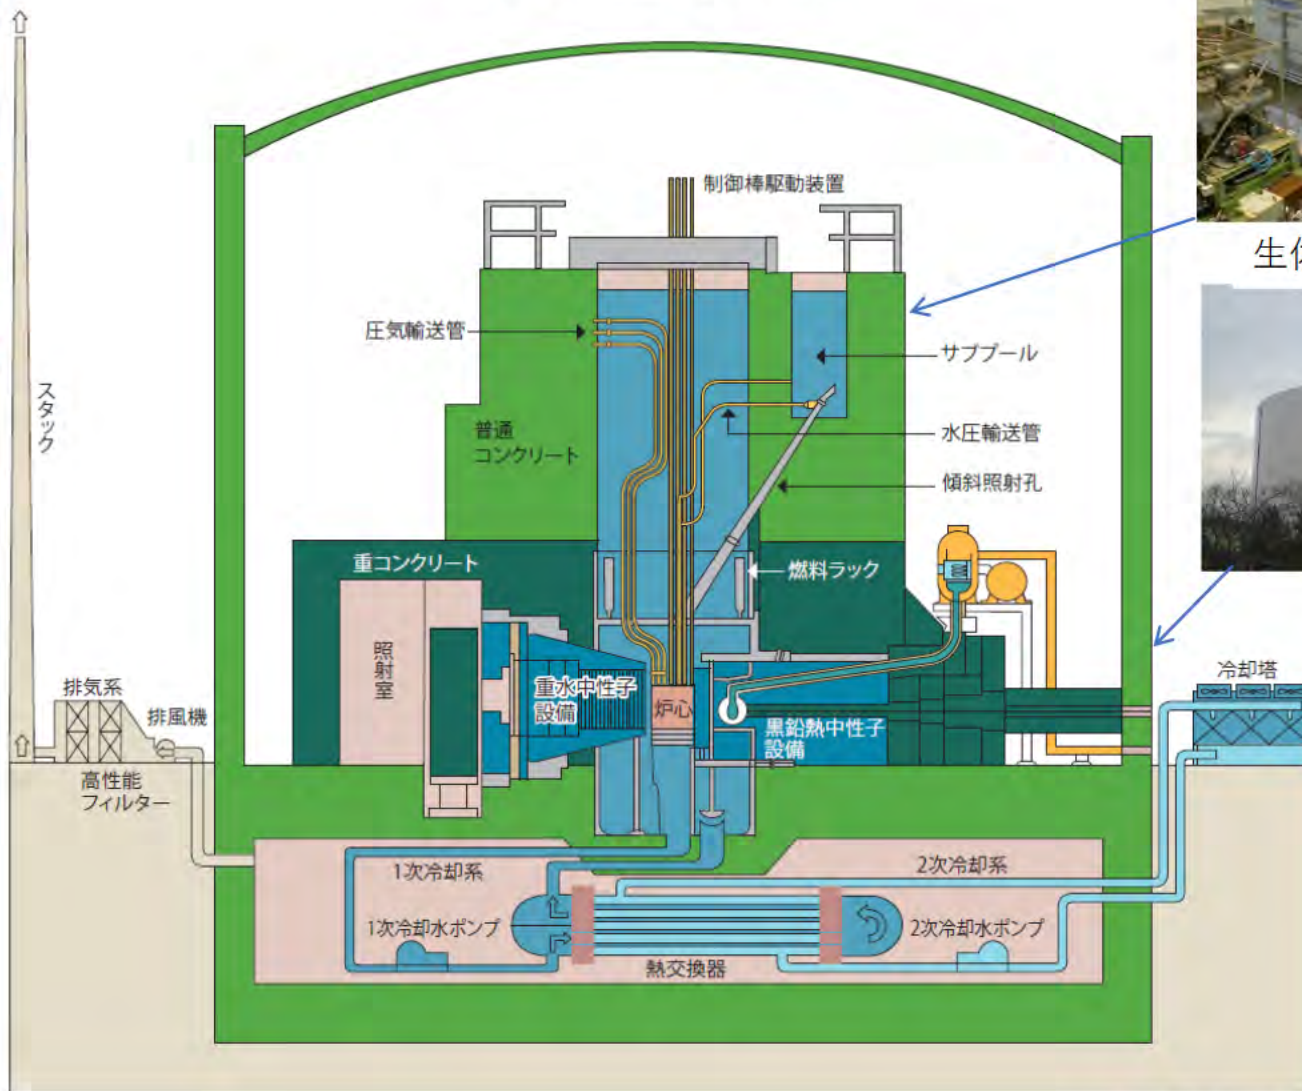 制御棒駆動装置
生体
圧気輸送管
サブプール
スタック
普通
コンクリート
水圧輸送管
傾斜照射孔
重コンクリート
燃料ラック
照射室
重水中性子
設備
炉心
黒鉛熱中性子
設備
冷却塔
排気系
排風機
高性能
フィルター
1次冷却系
2次冷却系
1次冷却水ポンプ
2次冷却水ポンプ
熱交換器